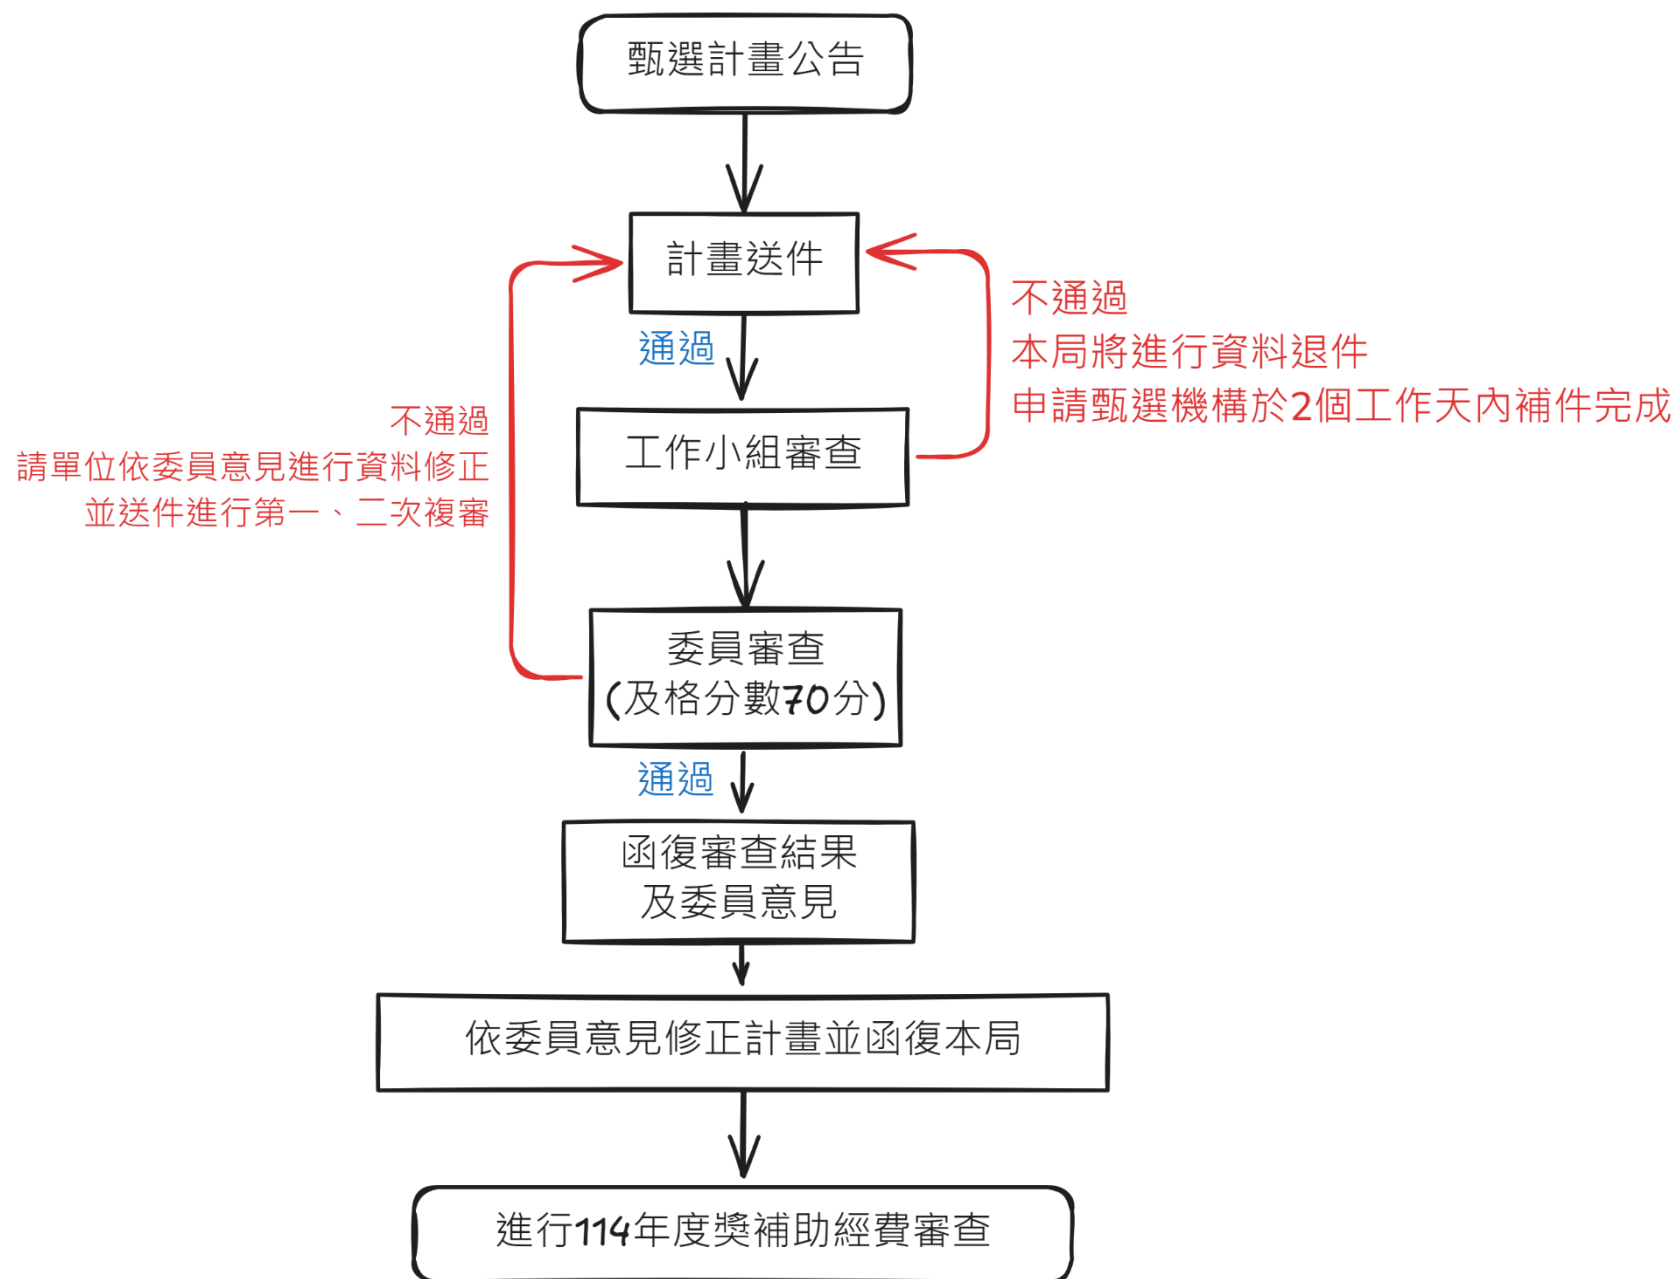 甄選計畫公告
計畫送件
不通過
本局將進行資料退件
申請甄選機構於2個工作天內補件完成
通過
不通過
請單位依委員意見進行資料修正
並送件進行第一、二次複審
工作小組審查
委員審查
(及格分數70分)
通過
函復審查結果
及委員意見
依委員意見修正計畫並函復本局
進行114年度獎補助經費審查